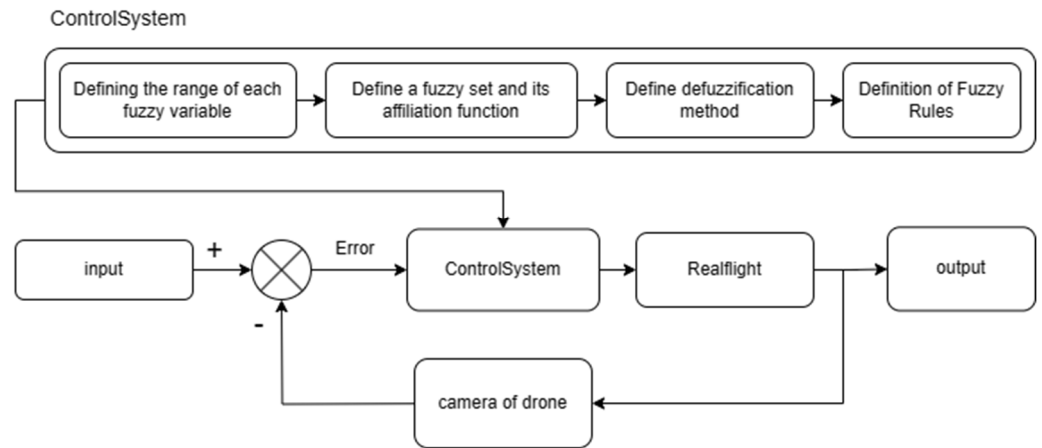 ControlSystem
Defining the range of each
fuzzy variable
Define a fuzzy set and its
affiliation function
Define defuzzification
method
Definition of Fuzzy
Rules
input
+
Error
ControlSystem
Realflight
output
-
camera of drone